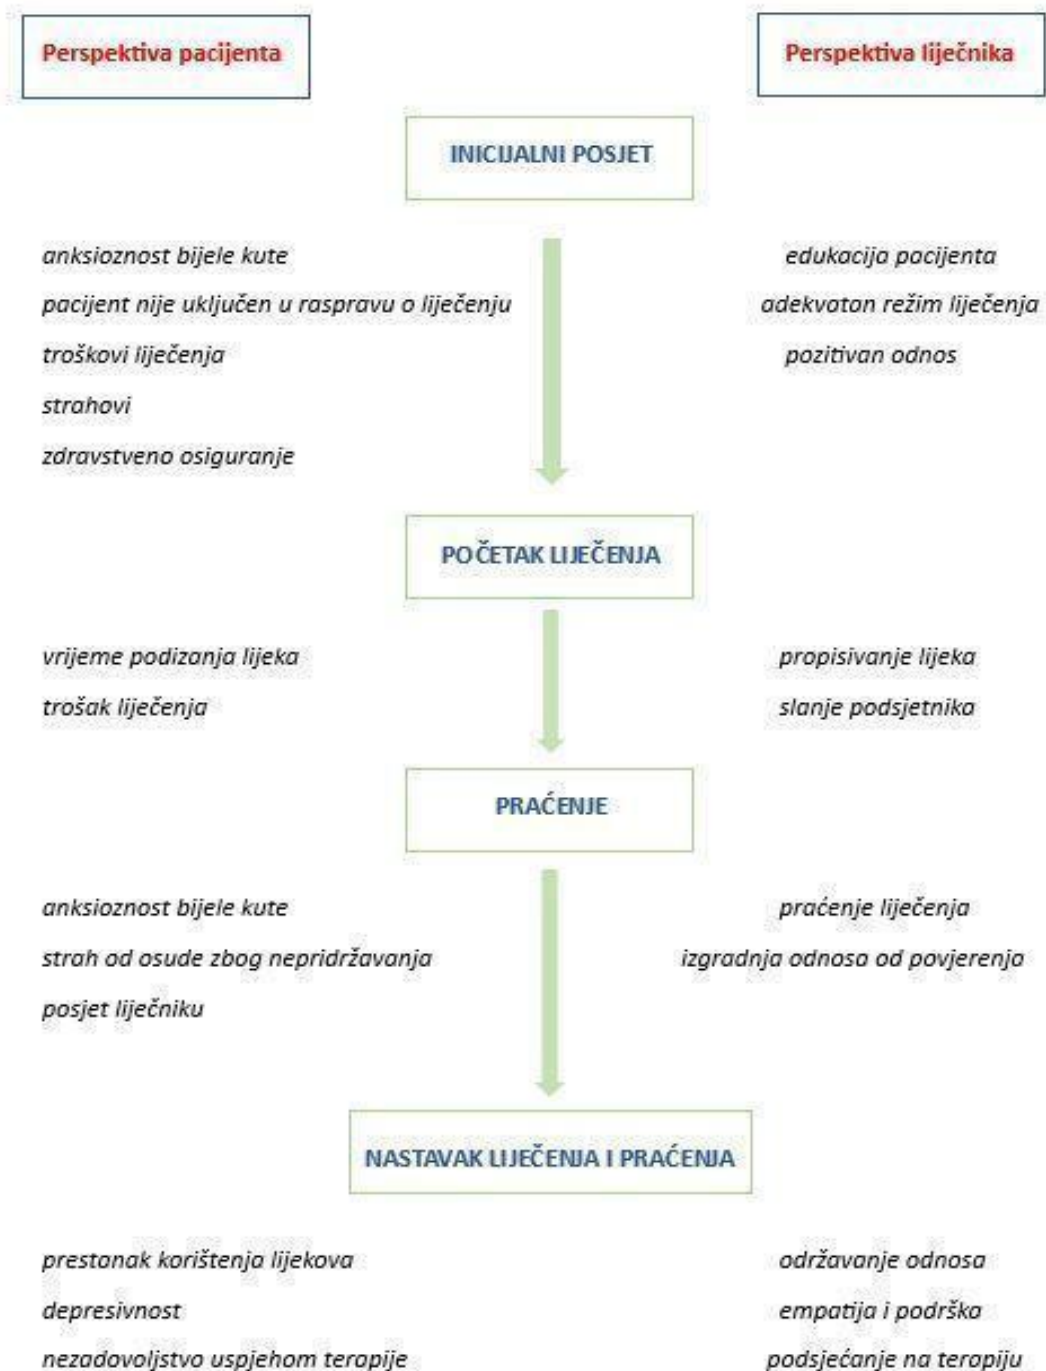 Perspektiva pacijenta
Perspektiva liječnika
INICIJALNI POSJET
anksioznost bijele kute
edukacija pacijenta
pacijent nije uključen u raspravu o liječenju
adekvatan režim liječenja
troškovi liječenja
pozitivan odnos
strahovi
zdravstveno osiguranje
POČETAK LIJEČENJA
vrijeme podizanja lijeka
propisivanje lijeka
trošak liječenja
slanje podsjetnika
PRAĆENJE
anksioznost bijele kute
praćenje liječenja
strah od osude zbog nepridržavanja
izgradnja odnosa od povjerenja
posjet liječniku
NASTAVAK LIJEČENJA I PRAĆENJA
prestanak korištenja lijekova
održavanje odnosa
depresivnost
empatija i podrška
nezadovoljstvo uspjehom terapije
podsjećanje na terapiju